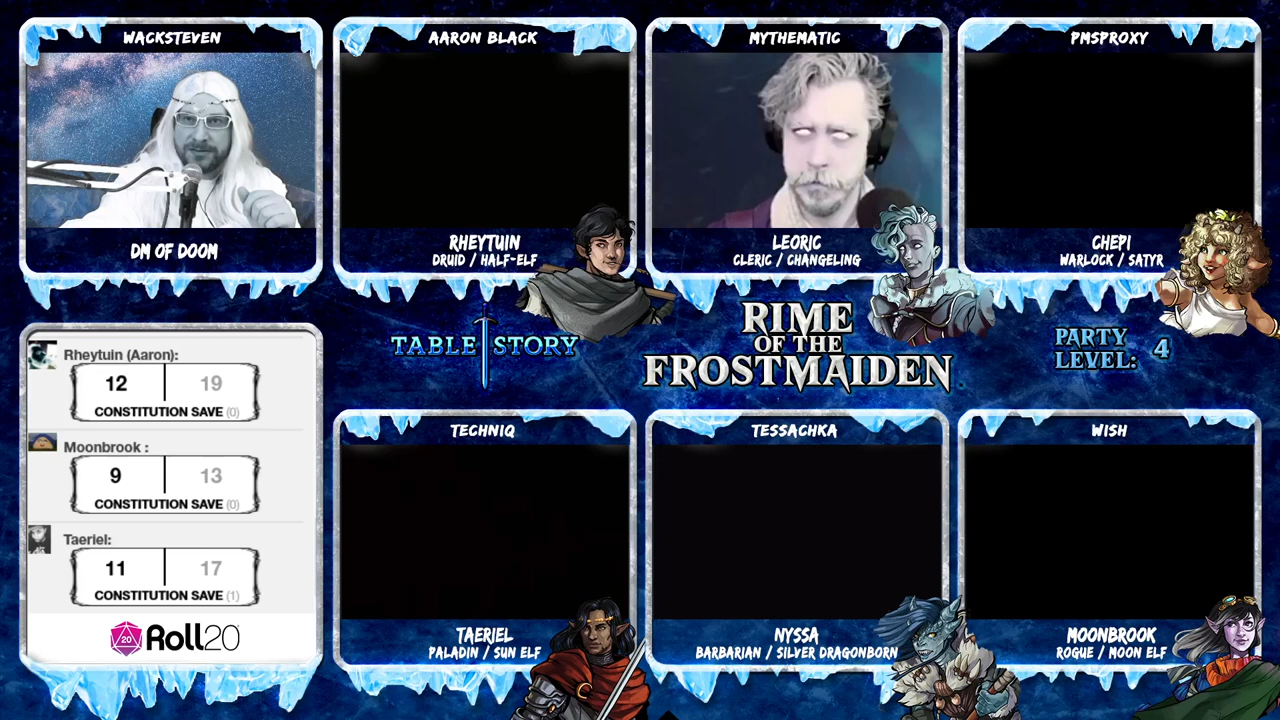 WACKSTEVEN
DM OF DOOM
AARON BLACK
RHEYTUIN
DRUID / HALF-ELF
MYTHEMATIC
LEORIC
CLERIC / CHANGELING
PMSPROXY
CHEPI
WARLOCK / SATYR
TABLE STORY
RIME
OF THE
FROSTMAIDEN
PARTY
LEVEL: 4
Rheytuin (Aaron):
12 19
CONSTITUTION SAVE (0)
Moonbrook :
9 13
CONSTITUTION SAVE (0)
Taeriel:
11 17
CONSTITUTION SAVE (1)
20 Roll20
TECHNIQ
TAERIEL
PALADIN / SUN ELF
TESSACHKA
NYSSA
BARBARIAN / SILVER DRAGONBORN
WISH
MOONBROOK
ROGUE / MOON ELF